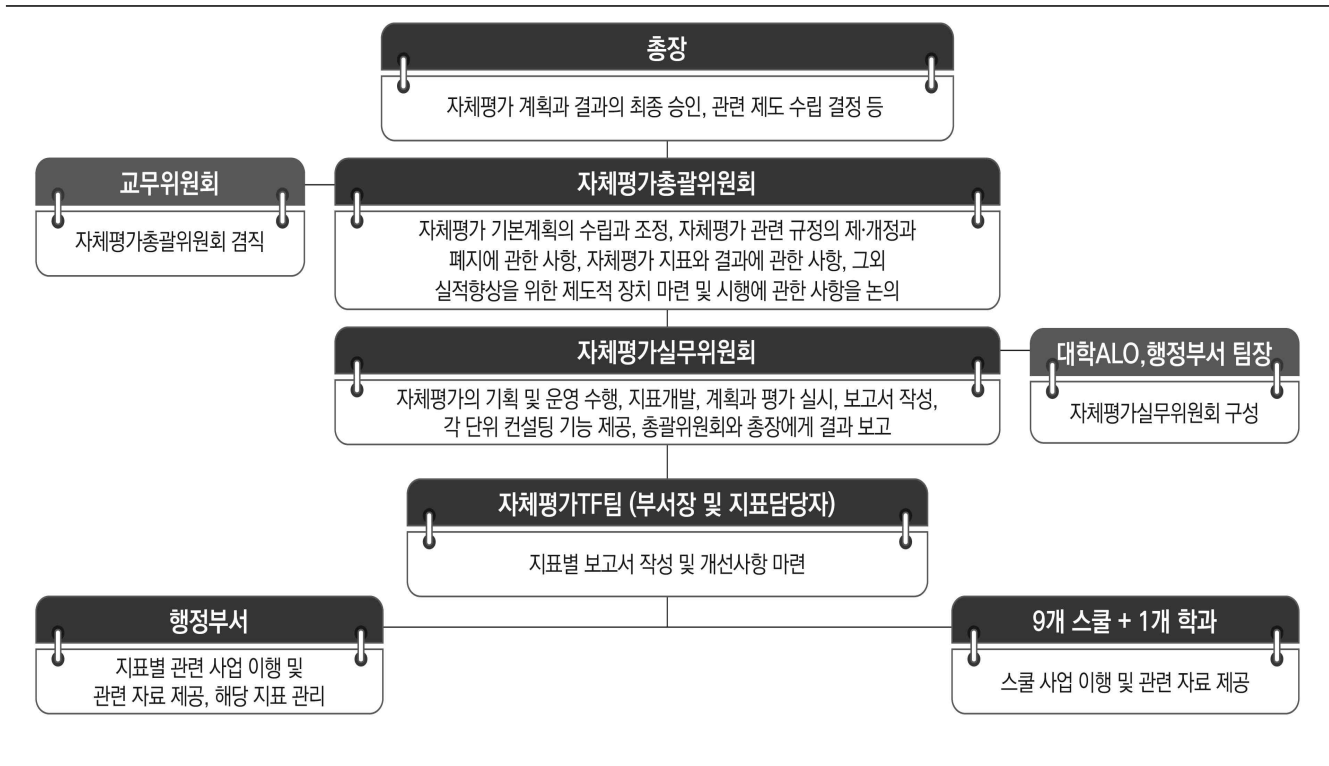 총장
자체평가 계획과 결과의 최종 승인, 관련 제도 수립 결정 등
교무위원회
자체평가총괄위원회 겸직
자체평가총괄위원회
자체평가 기본계획의 수립과 조정, 자체평가 관련 규정의 제·개정과
폐지에 관한 사항, 자체평가 지표와 결과에 관한 사항, 그외
실적향상을 위한 제도적 장치 마련 및 시행에 관한 사항을 논의
자체평가실무위원회
자체평가의 기획 및 운영 수행, 지표개발, 계획과 평가 실시, 보고서 작성,
각 단위 컨설팅 기능 제공, 총괄위원회와 총장에게 결과 보고
대학ALO,행정부서 팀장
자체평가실무위원회 구성
자체평가TF팀 (부서장 및 지표담당자)
지표별 보고서 작성 및 개선사항 마련
행정부서
지표별 관련 사업 이행 및
관련 자료 제공, 해당 지표 관리
9개 스쿨 + 1개 학과
스쿨 사업 이행 및 관련 자료 제공